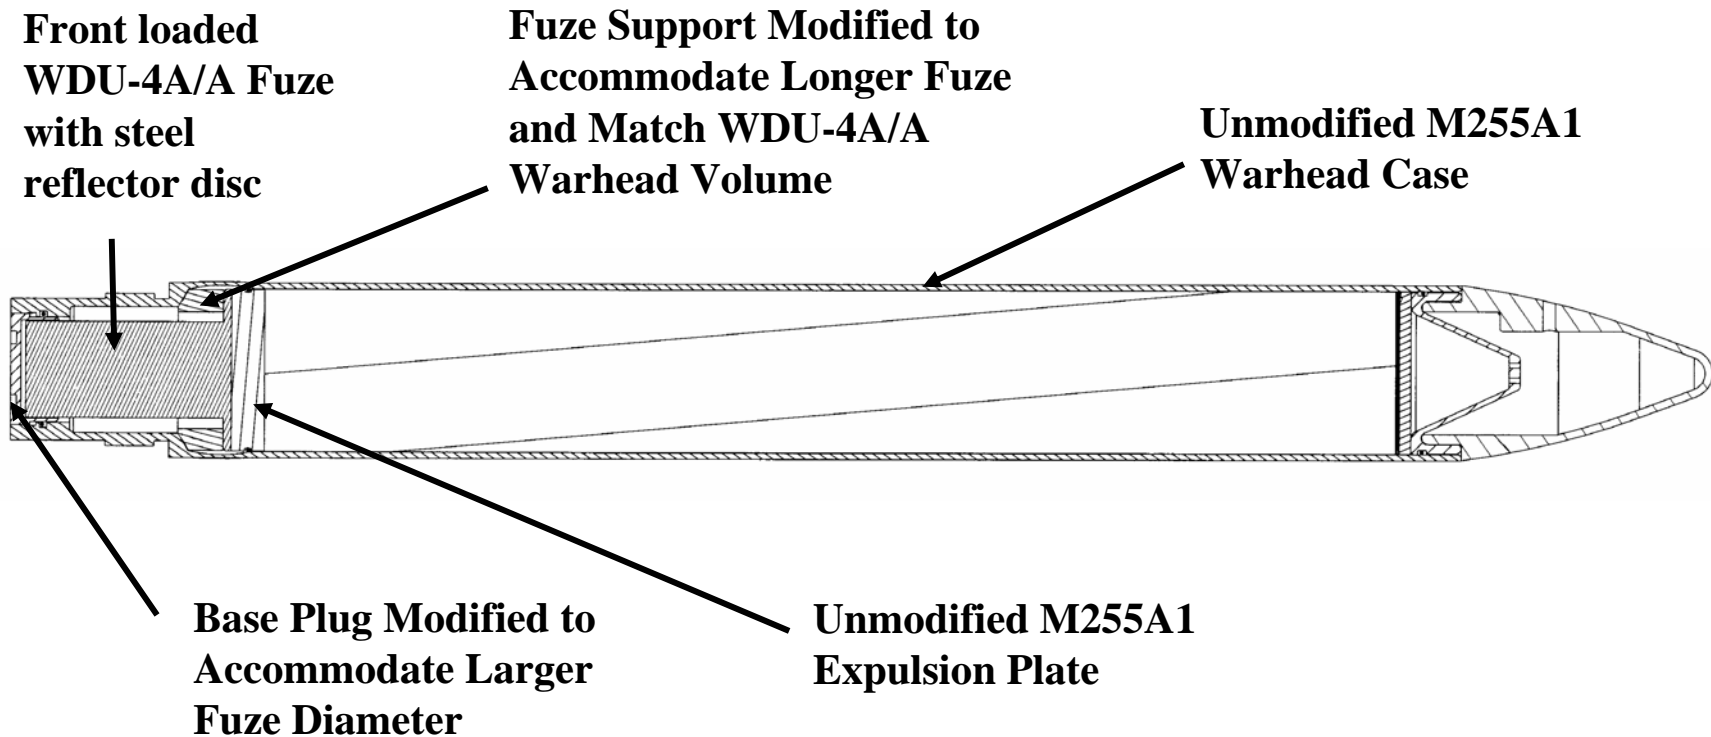 Front loaded
WDU-4A/A Fuze
with steel
reflector disc
Fuze Support Modified to
Accommodate Longer Fuze
and Match WDU-4A/A
Warhead Volume
Unmodified M255A1
Warhead Case
Base Plug Modified to
Accommodate Larger
Fuze Diameter
Unmodified M255A1
Expulsion Plate